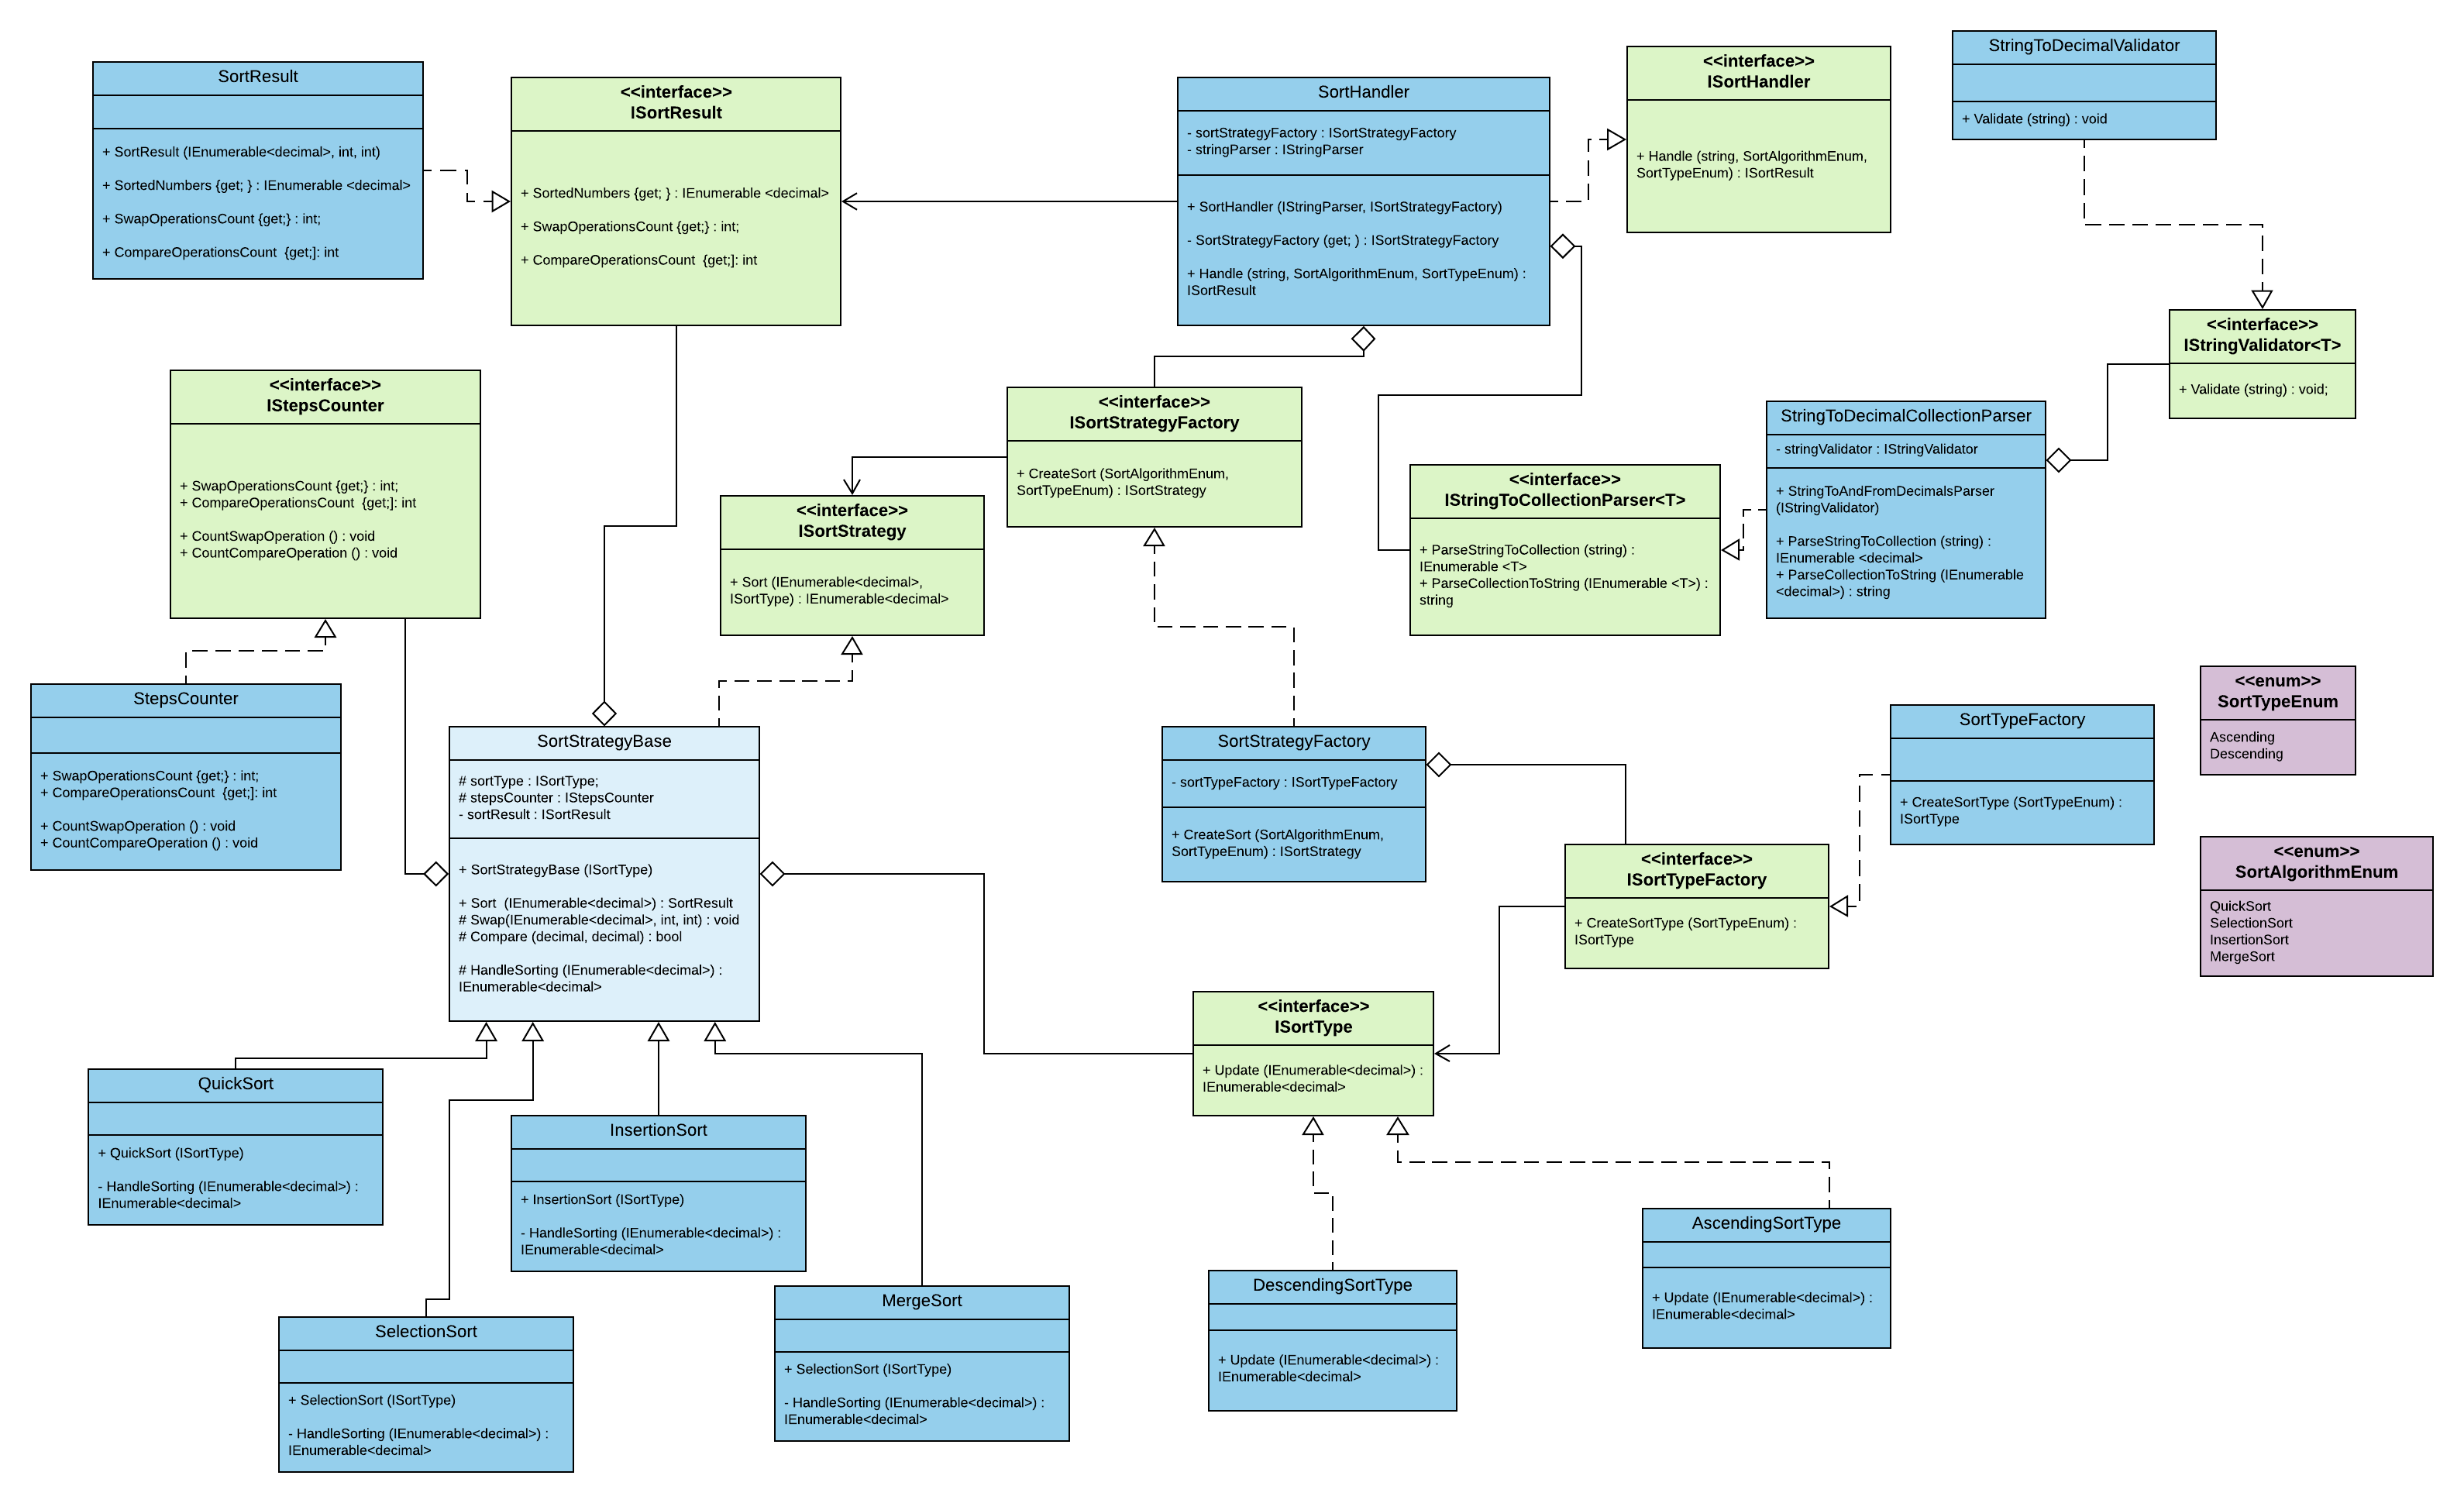 SortResult
+ SortResult (IEnumerable<decimal>, int, int)
+ SortedNumbers {get; } : IEnumerable <decimal>
+ SwapOperationsCount {get;} : int;
+ CompareOperationsCount  {get;]: int
<<interface>>
ISortResult
+ SortedNumbers {get; } : IEnumerable <decimal>
+ SwapOperationsCount {get;} : int;
+ CompareOperationsCount  {get;]: int
SortHandler
- sortStrategyFactory : ISortStrategyFactory
- stringParser : IStringParser
+ SortHandler (IStringParser, ISortStrategyFactory)
- SortStrategyFactory (get; ) : ISortStrategyFactory
+ Handle (string, SortAlgorithmEnum, SortTypeEnum) :
ISortResult
<<interface>>
ISortHandler
+ Handle (string, SortAlgorithmEnum,
SortTypeEnum) : ISortResult
StringToDecimalValidator
+ Validate (string) : void
<<interface>>
IStringValidator<T>
+ Validate (string) : void;
<<interface>>
IStepsCounter
+ SwapOperationsCount {get;} : int;
+ CompareOperationsCount  {get;]: int
+ CountSwapOperation () : void
+ CountCompareOperation () : void
<<interface>>
ISortStrategyFactory
+ CreateSort (SortAlgorithmEnum,
SortTypeEnum) : ISortStrategy
<<interface>>
ISortStrategy
+ Sort (IEnumerable<decimal>,
ISortType) : IEnumerable<decimal>
<<interface>>
IStringToCollectionParser<T>
+ ParseStringToCollection (string) :
IEnumerable <T>
+ ParseCollectionToString (IEnumerable <T>) :
string
StringToDecimalCollectionParser
- stringValidator : IStringValidator
+ StringToAndFromDecimalsParser
(IStringValidator)
+ ParseStringToCollection (string) :
IEnumerable <decimal>
+ ParseCollectionToString (IEnumerable
<decimal>) : string
StepsCounter
+ SwapOperationsCount {get;} : int;
+ CompareOperationsCount  {get;]: int
+ CountSwapOperation () : void
+ CountCompareOperation () : void
SortStrategyBase
# sortType : ISortType;
# stepsCounter : IStepsCounter
- sortResult : ISortResult
+ SortStrategyBase (ISortType)
+ Sort  (IEnumerable<decimal>) : SortResult
# Swap(IEnumerable<decimal>, int, int) : void
# Compare (decimal, decimal) : bool
# HandleSorting (IEnumerable<decimal>) :
IEnumerable<decimal>
SortStrategyFactory
- sortTypeFactory : ISortTypeFactory
+ CreateSort (SortAlgorithmEnum,
SortTypeEnum) : ISortStrategy
SortTypeFactory
+ CreateSortType (SortTypeEnum) :
ISortType
<<enum>>
SortTypeEnum
Ascending
Descending
<<interface>>
ISortTypeFactory
+ CreateSortType (SortTypeEnum) :
ISortType
<<enum>>
SortAlgorithmEnum
QuickSort
SelectionSort
InsertionSort
MergeSort
<<interface>>
ISortType
+ Update (IEnumerable<decimal>) :
IEnumerable<decimal>
QuickSort
+ QuickSort (ISortType)
- HandleSorting (IEnumerable<decimal>) :
IEnumerable<decimal>
InsertionSort
+ InsertionSort (ISortType)
- HandleSorting (IEnumerable<decimal>) :
IEnumerable<decimal>
SelectionSort
+ SelectionSort (ISortType)
- HandleSorting (IEnumerable<decimal>) :
IEnumerable<decimal>
MergeSort
+ SelectionSort (ISortType)
- HandleSorting (IEnumerable<decimal>) :
IEnumerable<decimal>
DescendingSortType
+ Update (IEnumerable<decimal>) :
IEnumerable<decimal>
AscendingSortType
+ Update (IEnumerable<decimal>) :
IEnumerable<decimal>